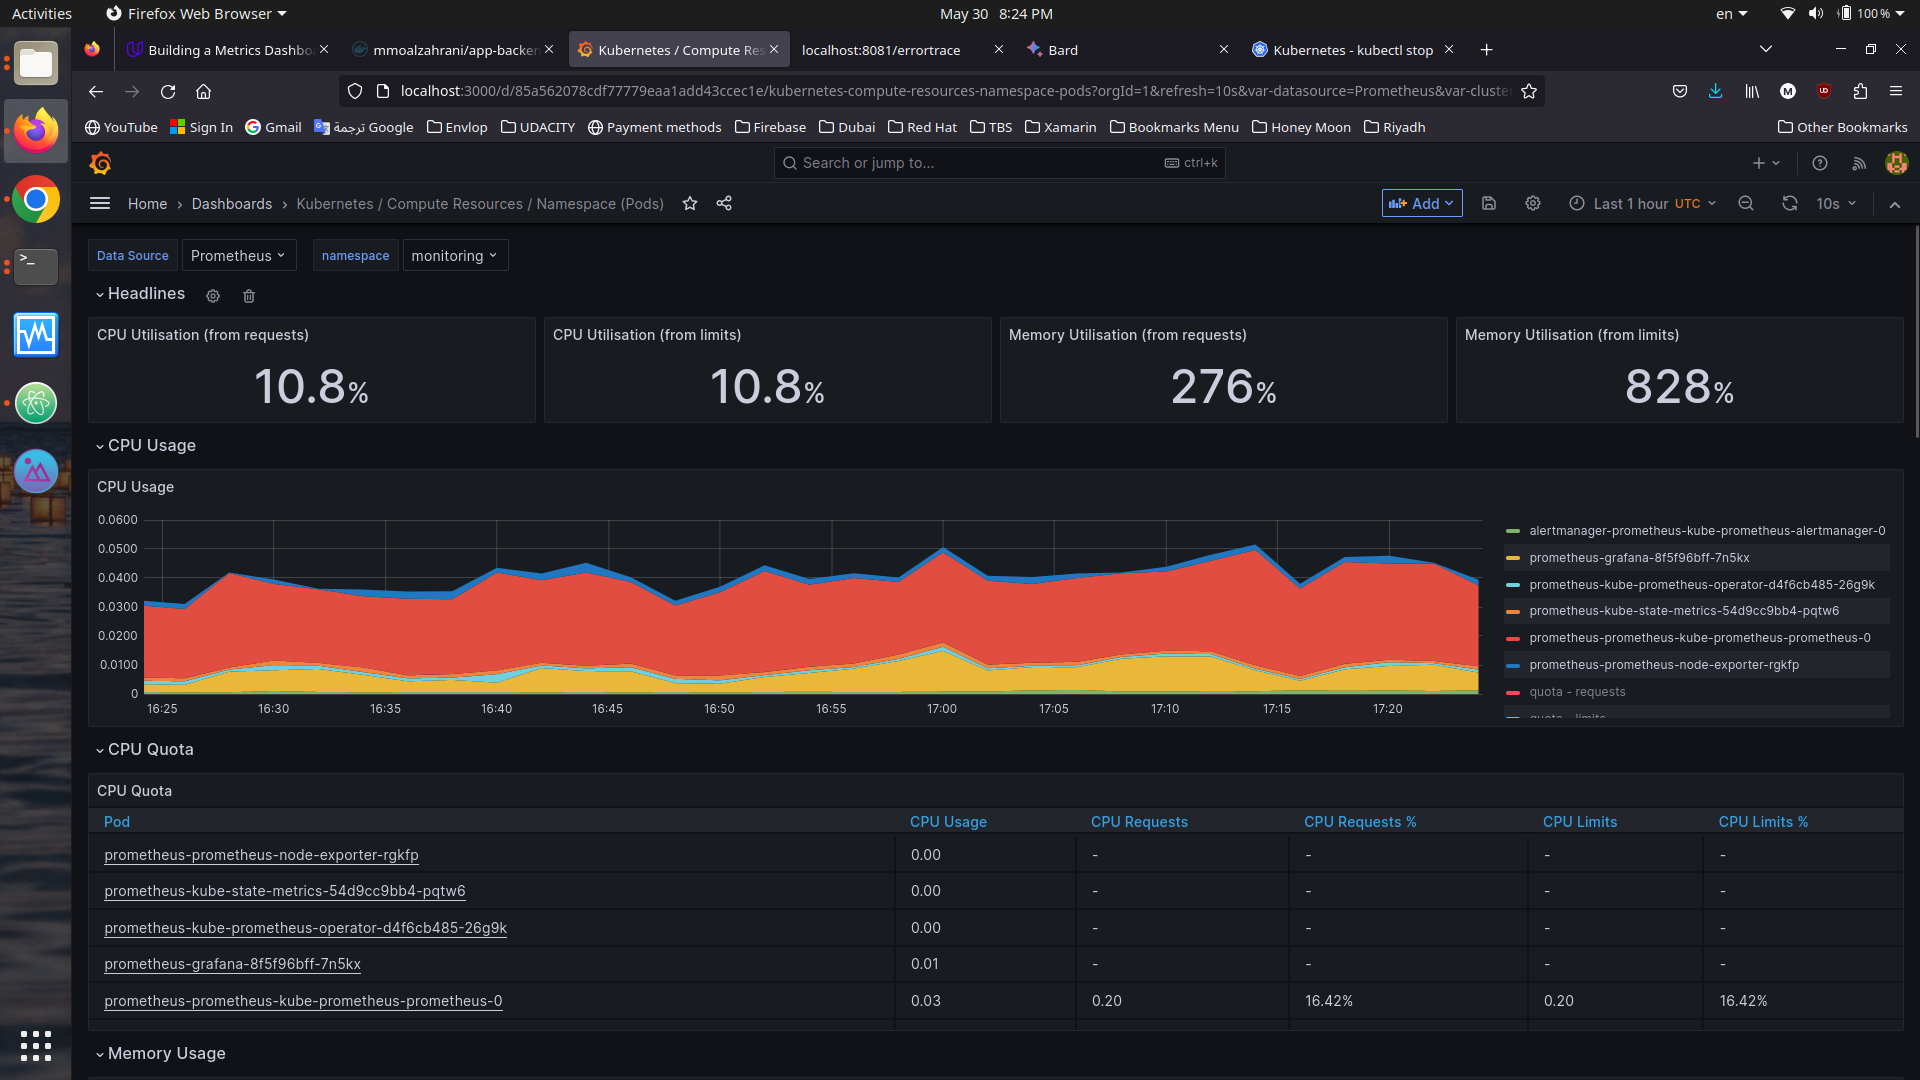 Activities
Firefox Web Browser
May 30 8:24 PM
en
100 %
Building a Metrics Dashbo
mmoalzahrani/app-backen
Kubernetes / Compute Res
localhost:8081/errortrace
Bard
Kubernetes - kubectl stop
localhost:3000/d/85a562078cdf77779eaa1add43ccec1e/kubernetes-compute-resources-namespace-pods?orgId=1&refresh=10s&var-datasource=Prometheus&var-cluster
YouTube
Sign In
Gmail
ترجمة Google
Envlop
UDACITY
Payment methods
Firebase
Dubai
Red Hat
TBS
Xamarin
Bookmarks Menu
Honey Moon
Riyadh
Other Bookmarks
Search or jump to...
ctrl+k
Home › Dashboards › Kubernetes / Compute Resources / Namespace (Pods)
Add
Last 1 hour UTC
10s
Data Source
Prometheus
namespace
monitoring
Headlines
CPU Utilisation (from requests)
10.8%
CPU Utilisation (from limits)
10.8%
Memory Utilisation (from requests)
276%
Memory Utilisation (from limits)
828%
CPU Usage
CPU Usage
0.0600
0.0500
0.0400
0.0300
0.0200
0.0100
0
16:25 16:30 16:35 16:40 16:45 16:50 16:55 17:00 17:05 17:10 17:15 17:20
alertmanager-prometheus-kube-prometheus-alertmanager-0
prometheus-grafana-8f5f96bff-7n5kx
prometheus-kube-prometheus-operator-d4f6cb485-26g9k
prometheus-kube-state-metrics-54d9cc9bb4-pqtw6
prometheus-prometheus-kube-prometheus-prometheus-0
prometheus-prometheus-node-exporter-rgkfp
quota - requests
quota - limits
CPU Quota
CPU Quota
Pod CPU Usage CPU Requests CPU Requests % CPU Limits CPU Limits %
prometheus-prometheus-node-exporter-rgkfp 0.00 - - - -
prometheus-kube-state-metrics-54d9cc9bb4-pqtw6 0.00 - - - -
prometheus-kube-prometheus-operator-d4f6cb485-26g9k 0.00 - - - -
prometheus-grafana-8f5f96bff-7n5kx 0.01 - - - -
prometheus-prometheus-kube-prometheus-prometheus-0 0.03 0.20 16.42% 0.20 16.42%
Memory Usage